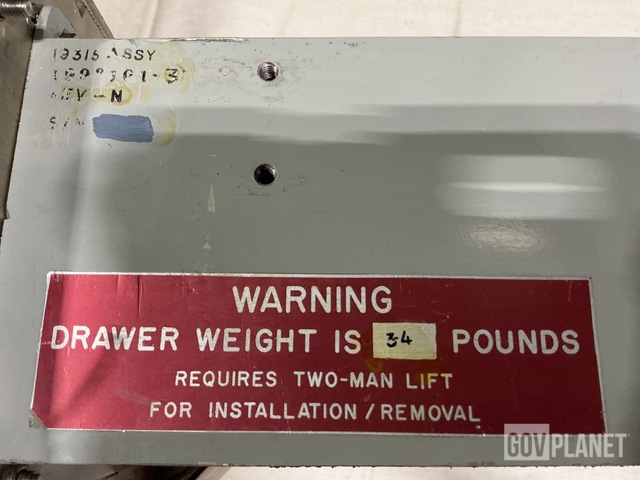 19315 ASSY
REV-N
S/N
WARNING
DRAWER WEIGHT IS 34 POUNDS
REQUIRES TWO-MAN LIFT
FOR INSTALLATION / REMOVAL
GOVPLANET